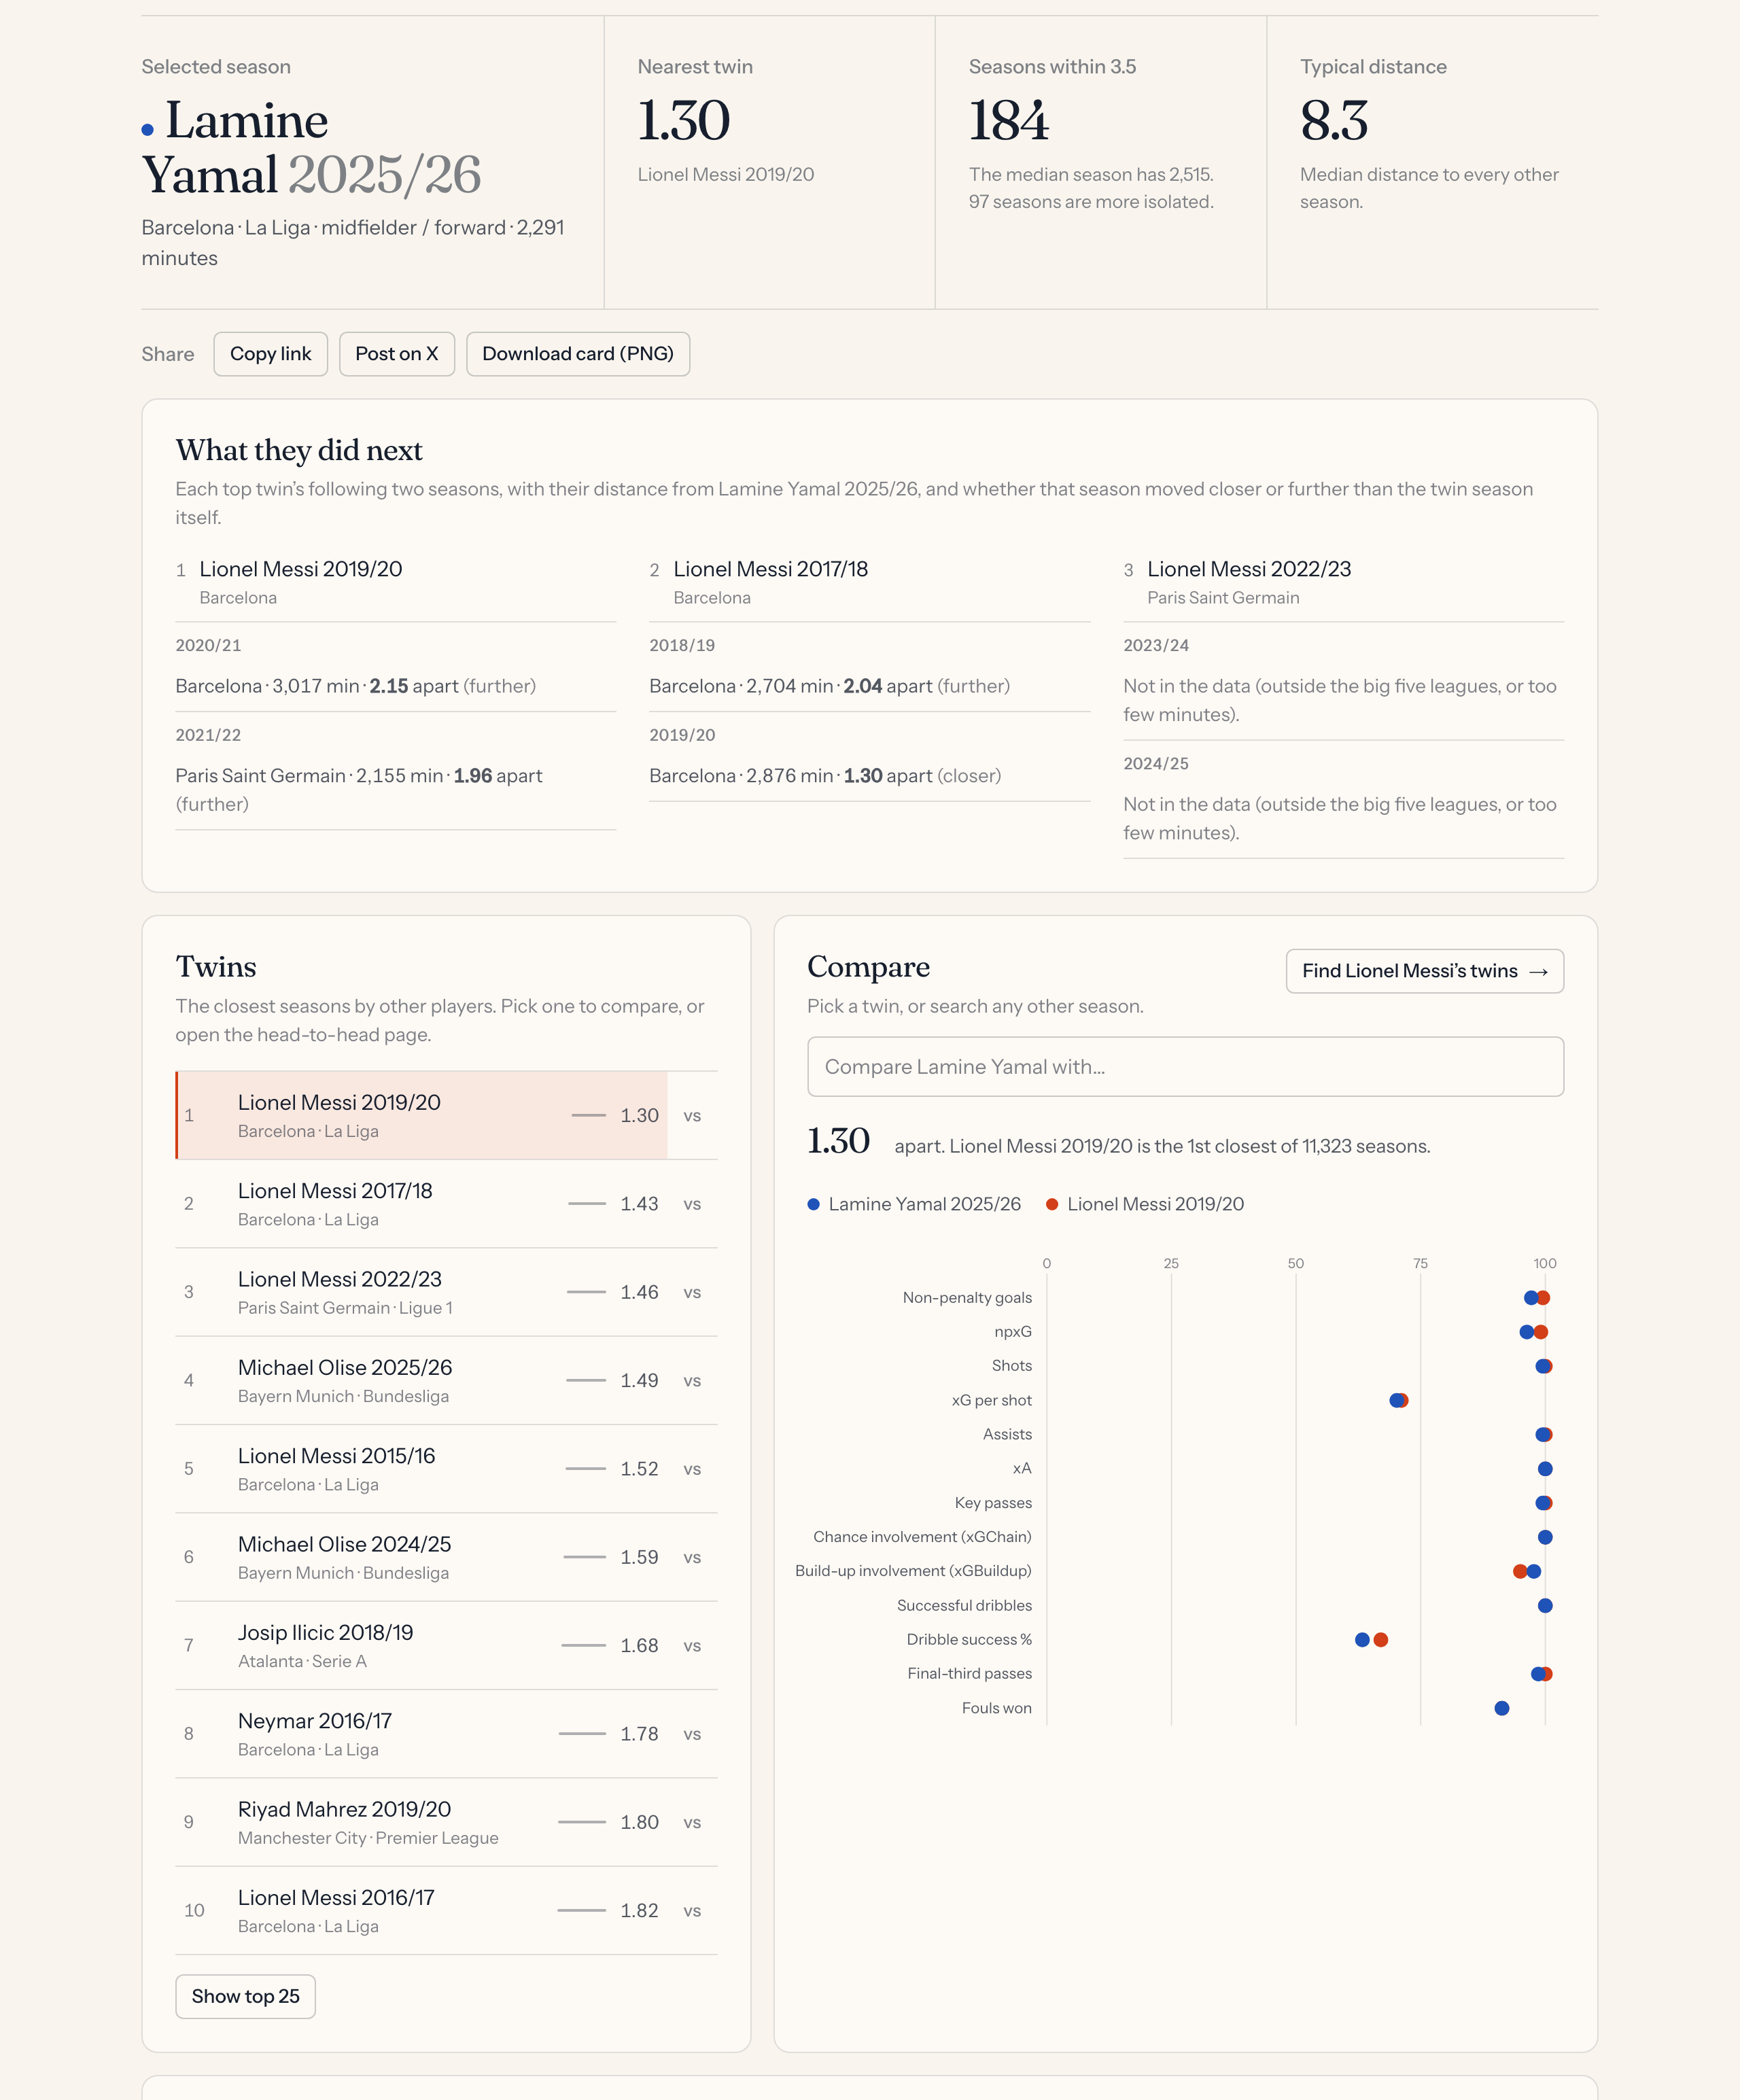 Selected season
Lamine
Yamal 2025/26
Barcelona · La Liga · midfielder / forward · 2,291
minutes
Nearest twin
1.30
Lionel Messi 2019/20
Seasons within 3.5
184
The median season has 2,515.
97 seasons are more isolated.
Typical distance
8.3
Median distance to every other
season.
Share
Copy link
Post on X
Download card (PNG)
What they did next
Each top twin’s following two seasons, with their distance from Lamine Yamal 2025/26, and whether that season moved closer or further than the twin season
itself.
1 Lionel Messi 2019/20
Barcelona
2020/21
Barcelona · 3,017 min · 2.15 apart (further)
2021/22
Paris Saint Germain · 2,155 min · 1.96 apart
(further)
2 Lionel Messi 2017/18
Barcelona
2018/19
Barcelona · 2,704 min · 2.04 apart (further)
2019/20
Barcelona · 2,876 min · 1.30 apart (closer)
3 Lionel Messi 2022/23
Paris Saint Germain
2023/24
Not in the data (outside the big five leagues, or too
few minutes).
2024/25
Not in the data (outside the big five leagues, or too
few minutes).
Twins
The closest seasons by other players. Pick one to compare, or
open the head-to-head page.
1 Lionel Messi 2019/20 1.30 vs
Barcelona · La Liga
2 Lionel Messi 2017/18 1.43 vs
Barcelona · La Liga
3 Lionel Messi 2022/23 1.46 vs
Paris Saint Germain · Ligue 1
4 Michael Olise 2025/26 1.49 vs
Bayern Munich · Bundesliga
5 Lionel Messi 2015/16 1.52 vs
Barcelona · La Liga
6 Michael Olise 2024/25 1.59 vs
Bayern Munich · Bundesliga
7 Josip Ilicic 2018/19 1.68 vs
Atalanta · Serie A
8 Neymar 2016/17 1.78 vs
Barcelona · La Liga
9 Riyad Mahrez 2019/20 1.80 vs
Manchester City · Premier League
10 Lionel Messi 2016/17 1.82 vs
Barcelona · La Liga
Show top 25
Compare
Find Lionel Messi’s twins →
Pick a twin, or search any other season.
Compare Lamine Yamal with…
1.30 apart. Lionel Messi 2019/20 is the 1st closest of 11,323 seasons.
Lamine Yamal 2025/26 Lionel Messi 2019/20
0 25 50 75 100
Non-penalty goals
npxG
Shots
xG per shot
Assists
xA
Key passes
Chance involvement (xGChain)
Build-up involvement (xGBuildup)
Successful dribbles
Dribble success %
Final-third passes
Fouls won